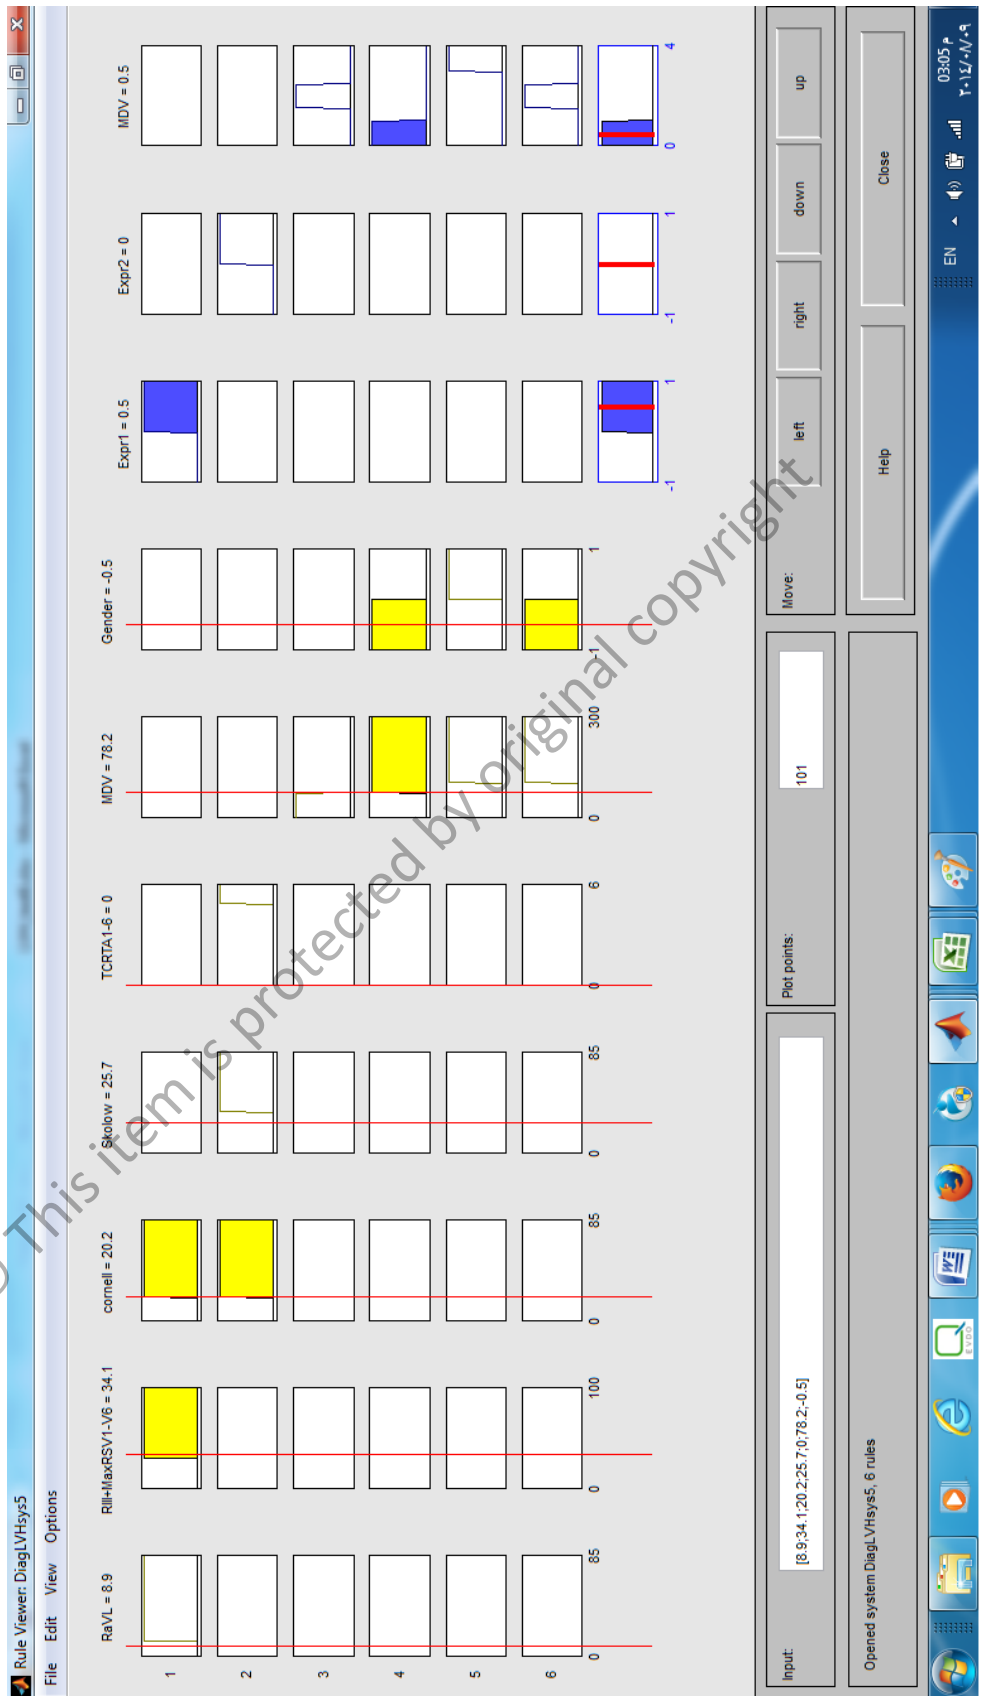 Rule Viewer: DiagLVHsys5
File Edit View Options
RaVL = 8.9
RIII+MaxRSV1-V6 = 34.1
cornell = 20.2
Skolow = 25.7
TCRTA1-6 = 0
MDV = 78.2
Gender = -0.5
Expr1 = 0.5
Expr2 = 0
MDV = 0.5
1
2
3
4
5
6
0 85
0 100
0 85
0 85
0 6
0 300
-1 1
-1 1
-1 1
0 4
Input:
[8.9;34.1;20.2;25.7;0;78.2;-0.5]
Plot points:
101
Move:
left
right
down
up
Opened system DiagLVHsys5, 6 rules
Help
Close
EVDO
EN
03:05 م
٢٠١٤/٠٨/٠٩
This item is protected by original copyright